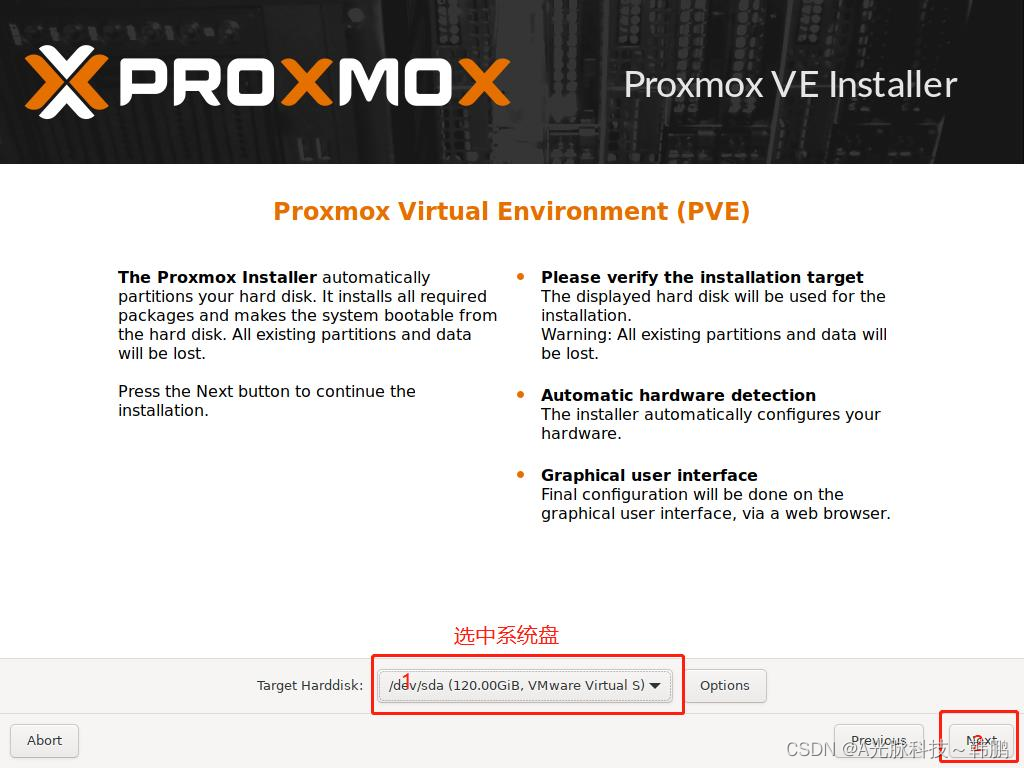 PROXMOX
Proxmox VE Installer
Proxmox Virtual Environment (PVE)
The Proxmox Installer automatically
partitions your hard disk. It installs all required
packages and makes the system bootable from
the hard disk. All existing partitions and data
will be lost.
Press the Next button to continue the
installation.
Please verify the installation target
The displayed hard disk will be used for the
installation.
Warning: All existing partitions and data will
be lost.
Automatic hardware detection
The installer automatically configures your
hardware.
Graphical user interface
Final configuration will be done on the
graphical user interface, via a web browser.
选中系统盘
Target Harddisk: /dev/sda (120.00GiB, VMware Virtual S) Options
1
Abort Previous Next
2
CSDN @A光脉科技~韩鹏